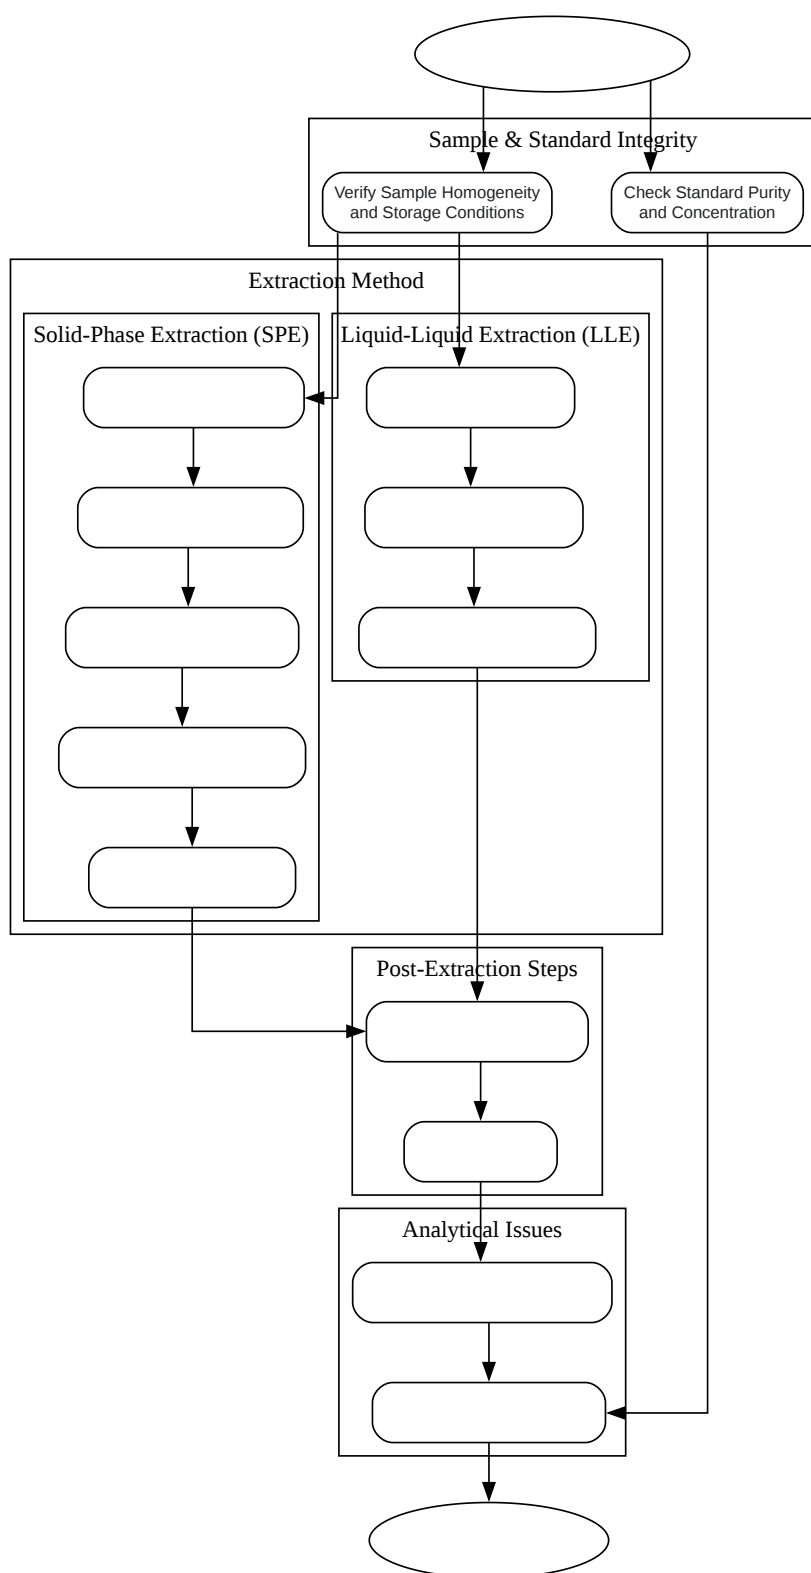 Sample & Standard Integrity
Verify Sample Homogeneity
and Storage Conditions
Check Standard Purity
and Concentration
Extraction Method
Solid-Phase Extraction (SPE)
Liquid-Liquid Extraction (LLE)
Post-Extraction Steps
Analytical Issues